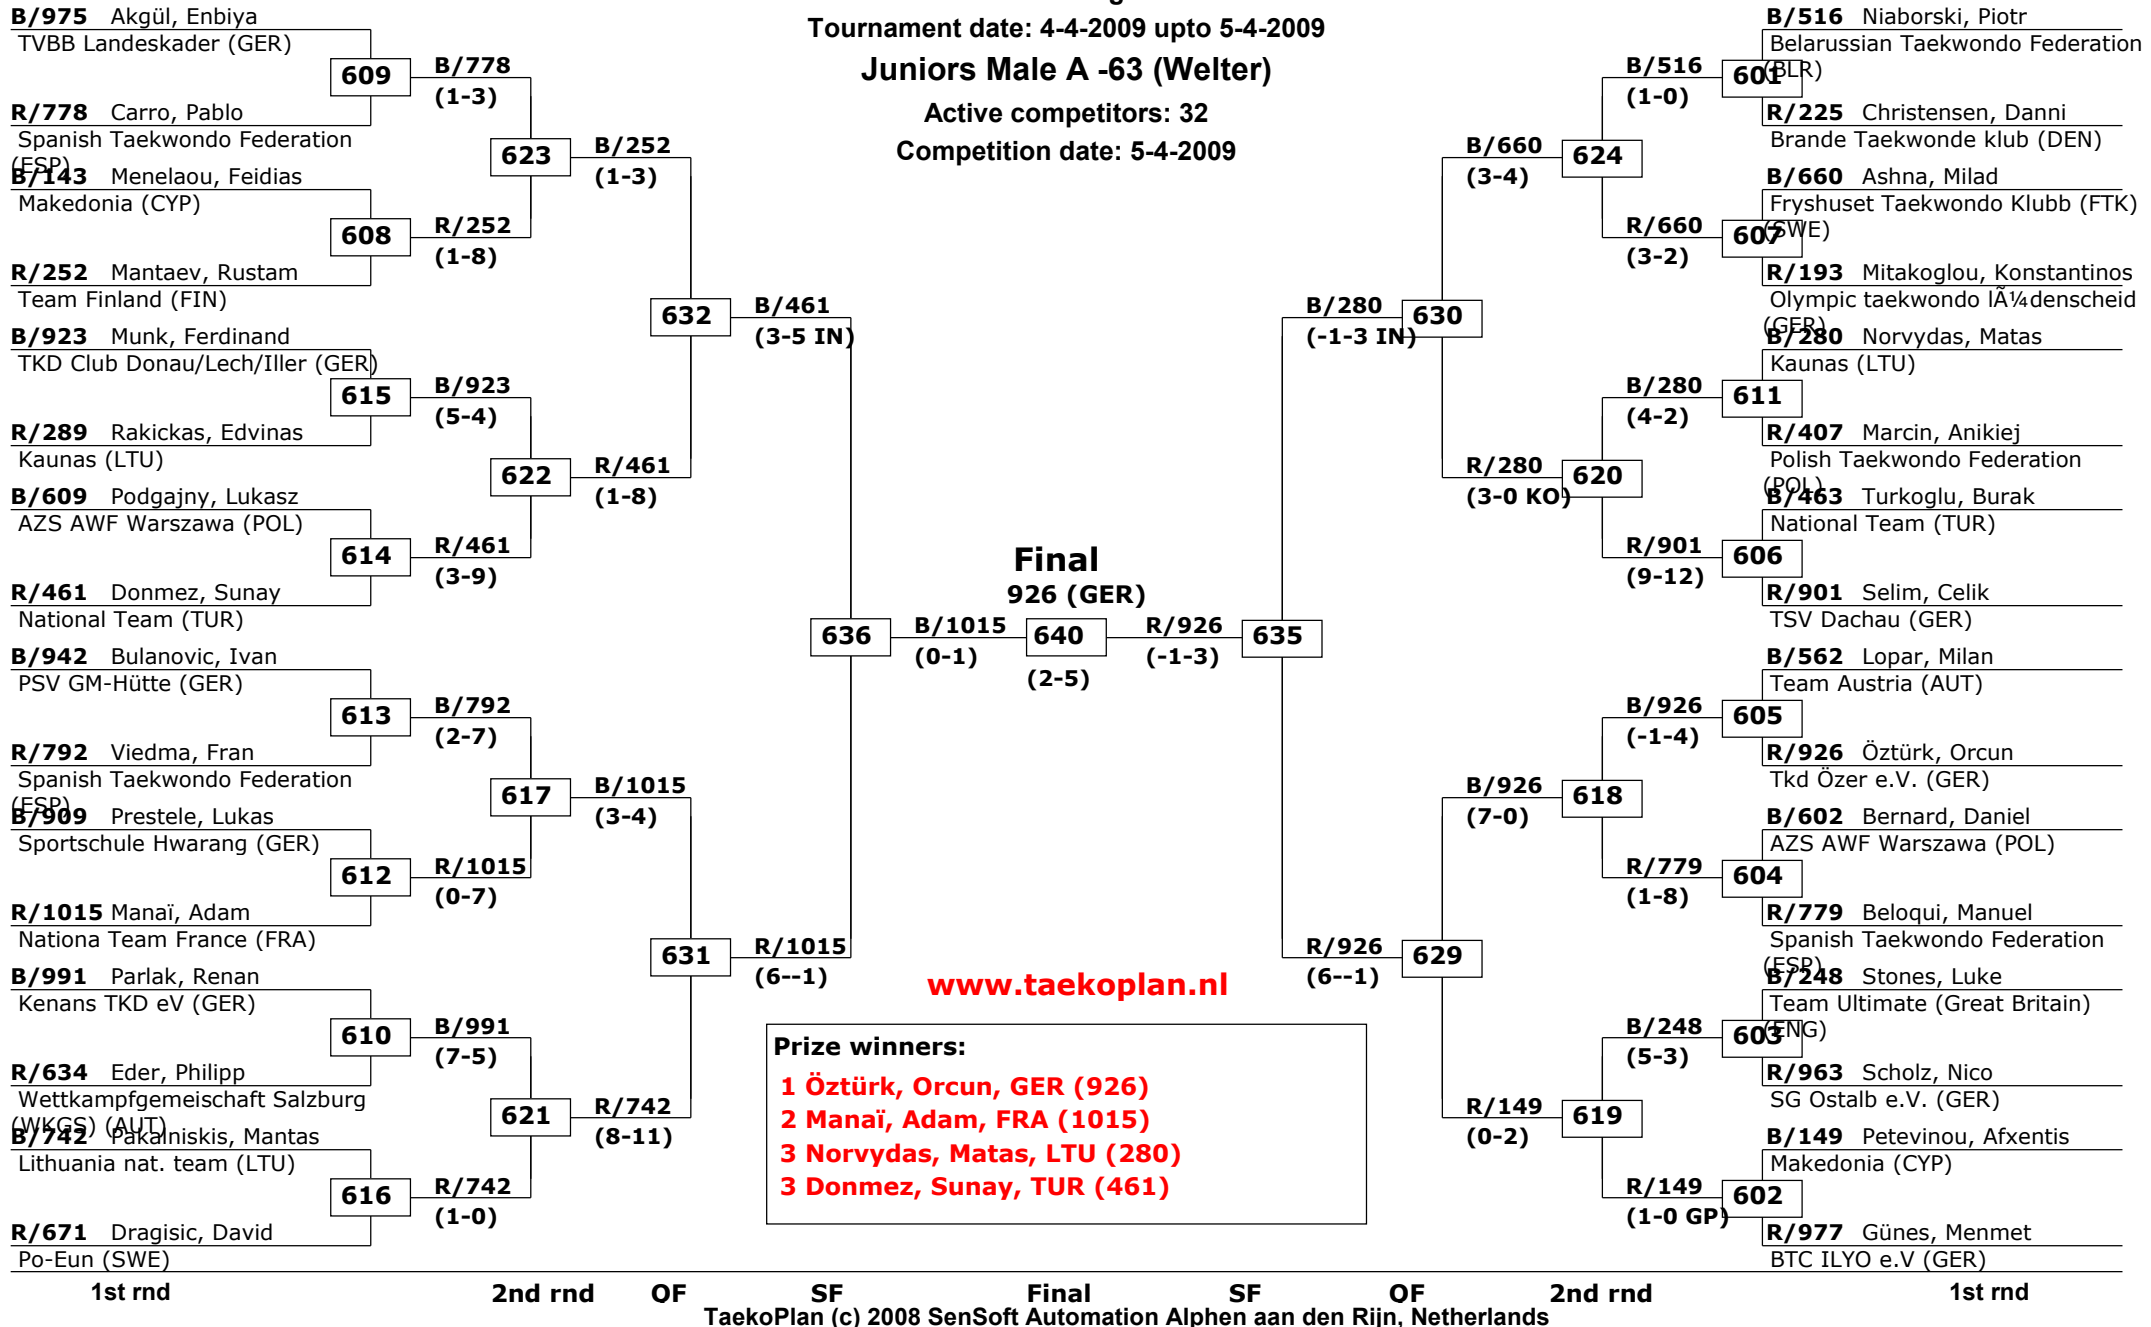 Tournament date: 4-4-2009 upto 5-4-2009
Juniors Male A -63 (Welter)
Active competitors: 32
Competition date: 5-4-2009
B/975 Akgül, Enbiya
TVBB Landeskader (GER)
609
R/778 Carro, Pablo
Spanish Taekwondo Federation
(ESP)
B/143 Menelaou, Feidias
Makedonia (CYP)
608
R/252 Mantaev, Rustam
Team Finland (FIN)
B/923 Munk, Ferdinand
TKD Club Donau/Lech/Iller (GER)
615
R/289 Rakickas, Edvinas
Kaunas (LTU)
B/609 Podgajny, Lukasz
AZS AWF Warszawa (POL)
614
R/461 Donmez, Sunay
National Team (TUR)
B/942 Bulanovic, Ivan
PSV GM-Hütte (GER)
613
R/792 Viedma, Fran
Spanish Taekwondo Federation
(ESP)
B/909 Prestele, Lukas
Sportschule Hwarang (GER)
612
R/1015 Manaï, Adam
Nationa Team France (FRA)
B/991 Parlak, Renan
Kenans TKD eV (GER)
610
R/634 Eder, Philipp
Wettkampfgemeischaft Salzburg
(WKGS) (AUT)
B/742 Pakalniskis, Mantas
Lithuania nat. team (LTU)
616
R/671 Dragisic, David
Po-Eun (SWE)
B/778
(1-3)
623
R/252
(1-8)
B/923
(5-4)
622
R/461
(3-9)
B/792
(2-7)
617
R/1015
(0-7)
B/991
(7-5)
621
R/742
(1-0)
B/252
(1-3)
632
R/461
(1-8)
B/1015
(3-4)
631
R/742
(8-11)
B/461
(3-5 IN)
636
R/1015
(6--1)
Final
926 (GER)
B/1015
(0-1)
640
(2-5)
R/926
(-1-3)
B/280
(-1-3 IN)
635
R/926
(6--1)
B/660
(3-4)
630
R/280
(3-0 KO)
B/926
(7-0)
629
R/149
(0-2)
B/516
(1-0)
624
R/660
(3-2)
B/280
(4-2)
620
R/901
(9-12)
B/926
(-1-4)
618
R/779
(1-8)
B/248
(5-3)
619
R/149
(1-0 GP)
B/516 Niaborski, Piotr
Belarussian Taekwondo Federation
(BLR)
601
R/225 Christensen, Danni
Brande Taekwonde klub (DEN)
B/660 Ashna, Milad
Fryshuset Taekwondo Klubb (FTK)
(SWE)
607
R/193 Mitakoglou, Konstantinos
Olympic taekwondo lÃ¼denscheid
(GER)
B/280 Norvydas, Matas
Kaunas (LTU)
611
R/407 Marcin, Anikiej
Polish Taekwondo Federation
(POL)
B/463 Turkoglu, Burak
National Team (TUR)
606
R/901 Selim, Celik
TSV Dachau (GER)
B/562 Lopar, Milan
Team Austria (AUT)
605
R/926 Öztürk, Orcun
Tkd Özer e.V. (GER)
B/602 Bernard, Daniel
AZS AWF Warszawa (POL)
604
R/779 Beloqui, Manuel
Spanish Taekwondo Federation
(ESP)
B/248 Stones, Luke
Team Ultimate (Great Britain)
(ENG)
603
R/963 Scholz, Nico
SG Ostalb e.V. (GER)
B/149 Petevinou, Afxentis
Makedonia (CYP)
602
R/977 Günes, Menmet
BTC ILYO e.V (GER)
www.taekoplan.nl
Prize winners:
1 Öztürk, Orcun, GER (926)
2 Manaï, Adam, FRA (1015)
3 Norvydas, Matas, LTU (280)
3 Donmez, Sunay, TUR (461)
1st rnd 2nd rnd QF SF Final SF QF 2nd rnd 1st rnd
TaekoPlan (c) 2008 SenSoft Automation Alphen aan den Rijn, Netherlands